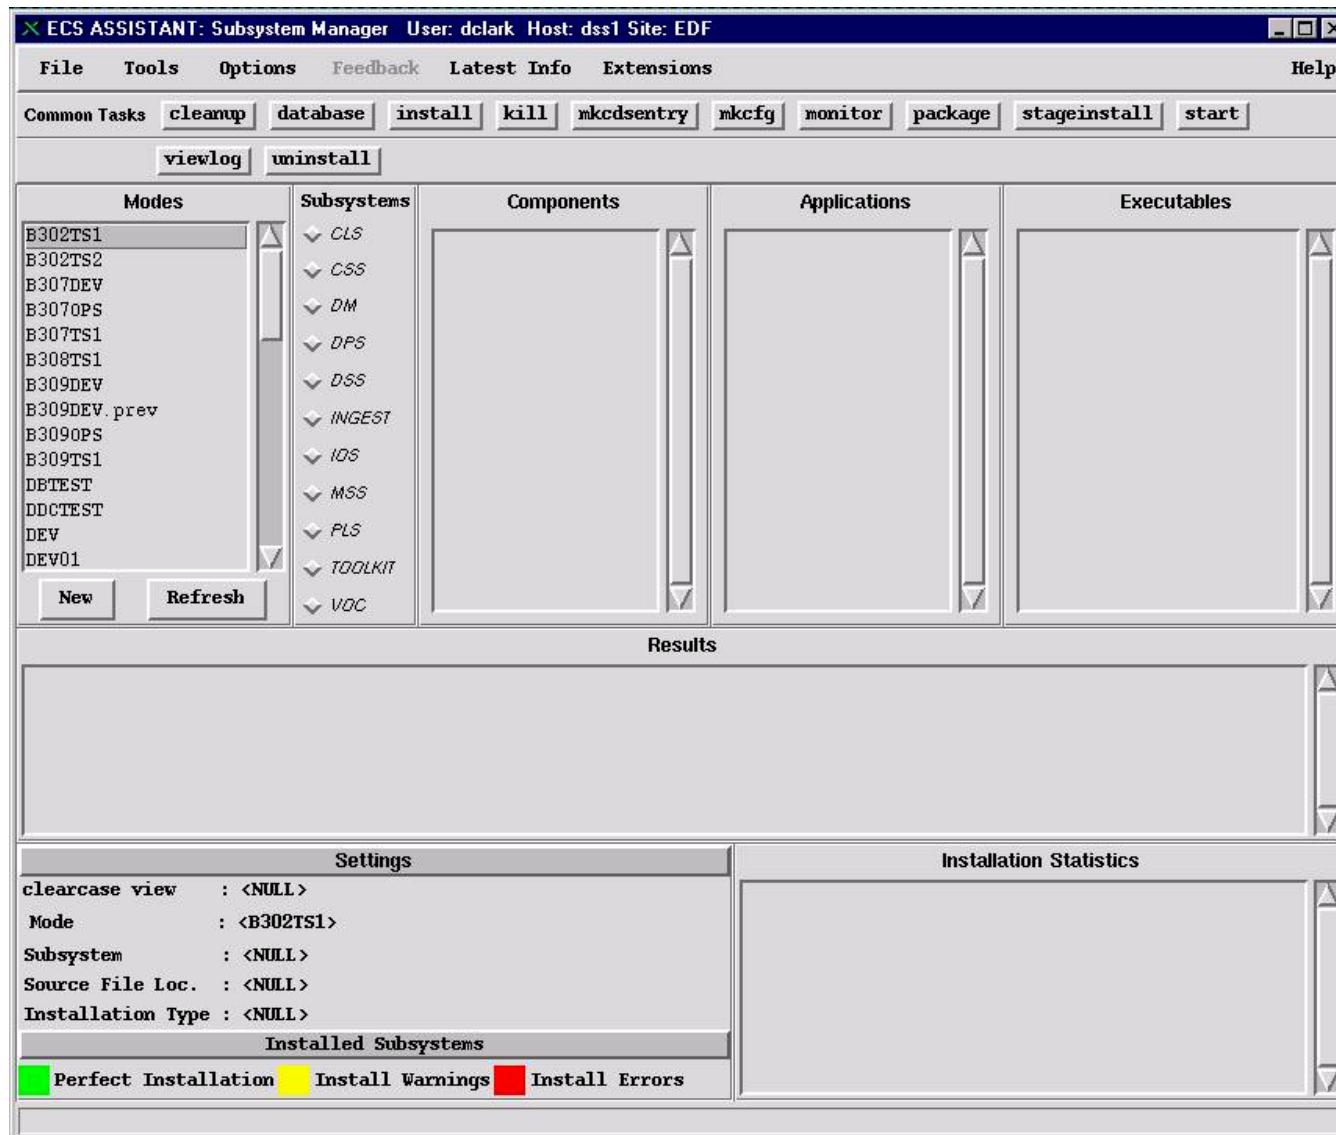 ECS ASSISTANT: Subsystem Manager User: dclark Host: dss1 Site: EDF
File Tools Options Feedback Latest Info Extensions Help
Common Tasks cleanup database install kill mkcdsentry mkcfg monitor package stageinstall start
viewlog uninstall
Modes Subsystems Components Applications Executables
B302TS1
B302TS2
B307DEV
B307OPS
B307TS1
B308TS1
B309DEV
B309DEV.prev
B309OPS
B309TS1
DBTEST
DDCTEST
DEV
DEV01
New Refresh
CLS
CSS
DM
DPS
DSS
INGEST
IOS
MSS
PLS
TOOLKIT
VOC
Results
Settings
clearcase view : <NULL>
Mode : <B302TS1>
Subsystem : <NULL>
Source File Loc. : <NULL>
Installation Type : <NULL>
Installed Subsystems
Perfect Installation Install Warnings Install Errors
Installation Statistics